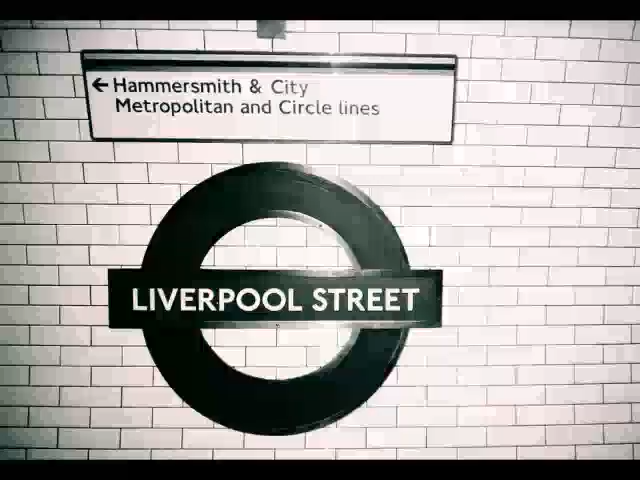 ← Hammersmith & City
Metropolitan and Circle lines
LIVERPOOL STREET